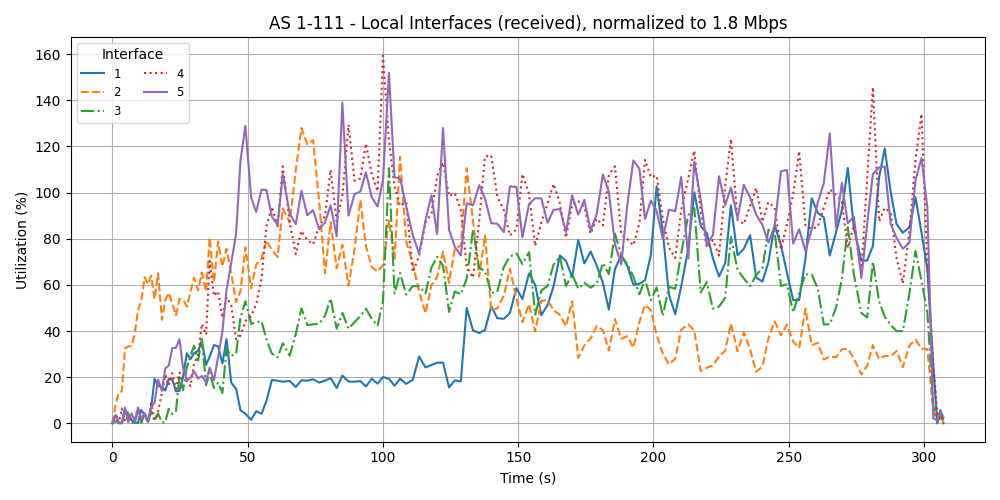 AS 1-111 - Local Interfaces (received), normalized to 1.8 Mbps
Interface
1
2
3
4
5
Utilization (%)
160
140
120
100
80
60
40
20
0
0 50 100 150 200 250 300
Time (s)